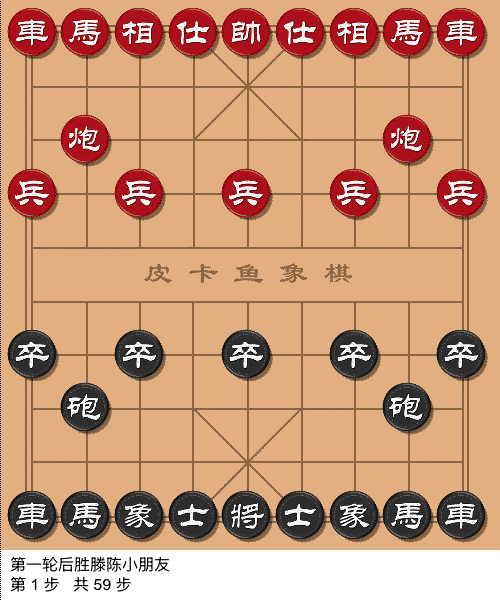 車馬相仕帥仕相馬車
炮炮
兵兵兵兵兵
皮卡鱼象棋
卒卒卒卒卒
砲砲
車馬象士将士象馬車
第一轮后胜滕陈小朋友
第 1 步 共 59 步